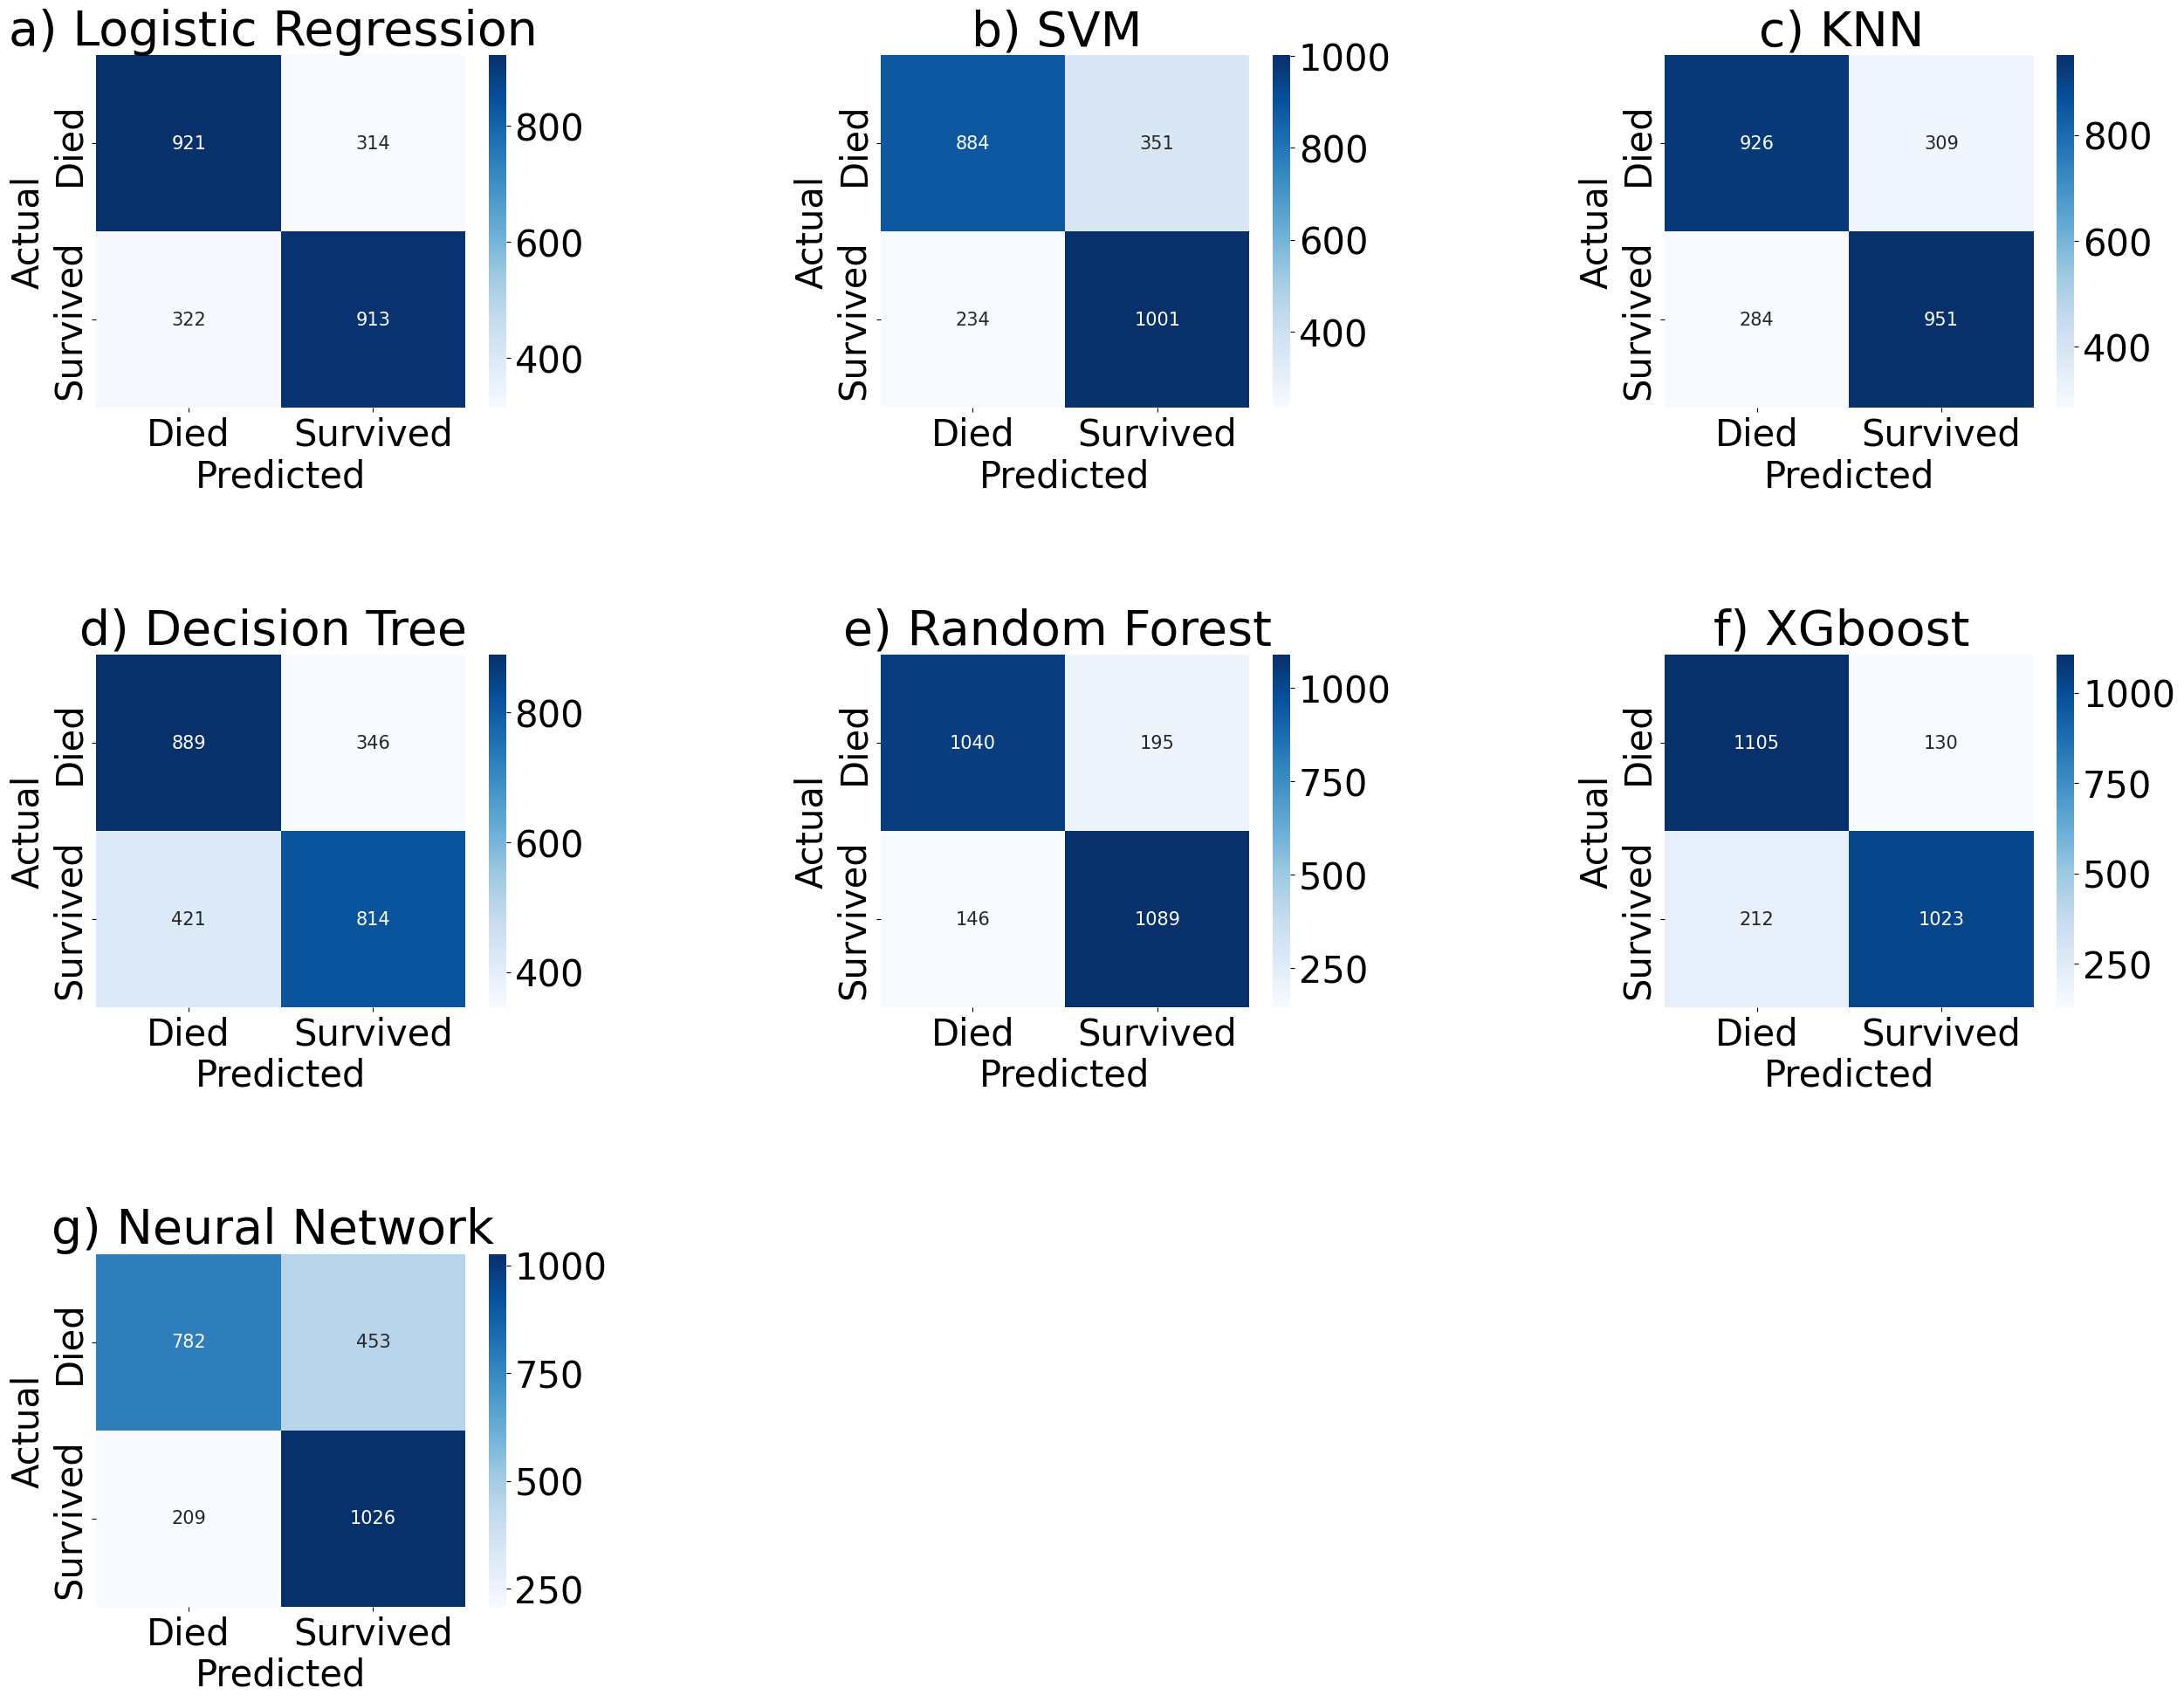 a) Logistic Regression
Actual
Died
Survived
921
314
322
913
Died
Survived
Predicted
800
600
400
b) SVM
Actual
Died
Survived
884
351
234
1001
Died
Survived
Predicted
1000
800
600
400
c) KNN
Actual
Died
Survived
926
309
284
951
Died
Survived
Predicted
800
600
400
d) Decision Tree
Actual
Died
Survived
889
346
421
814
Died
Survived
Predicted
800
600
400
e) Random Forest
Actual
Died
Survived
1040
195
146
1089
Died
Survived
Predicted
1000
750
500
250
f) XGboost
Actual
Died
Survived
1105
130
212
1023
Died
Survived
Predicted
1000
750
500
250
g) Neural Network
Actual
Died
Survived
782
453
209
1026
Died
Survived
Predicted
1000
750
500
250